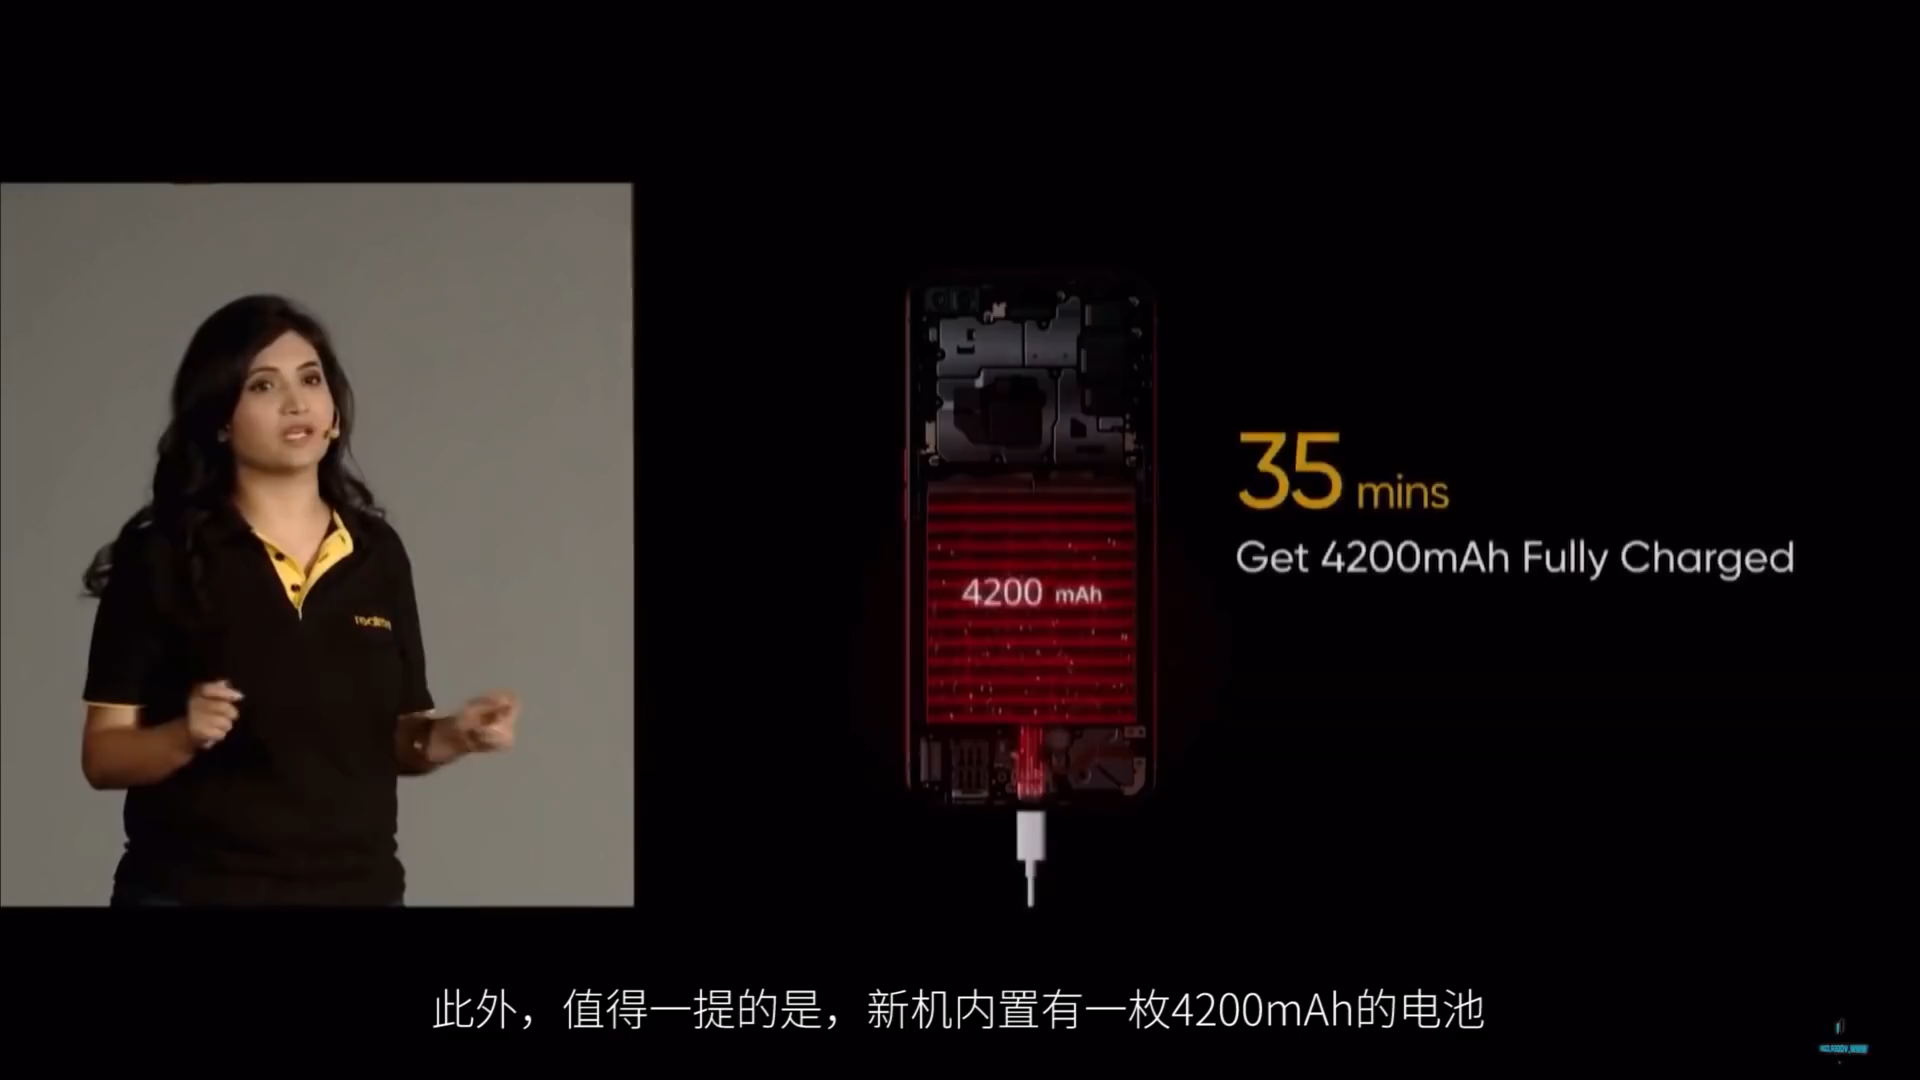 35 mins
Get 4200mAh Fully Charged
4200 mAh
realme
此外，值得一提的是，新机内置有一枚4200mAh的电池